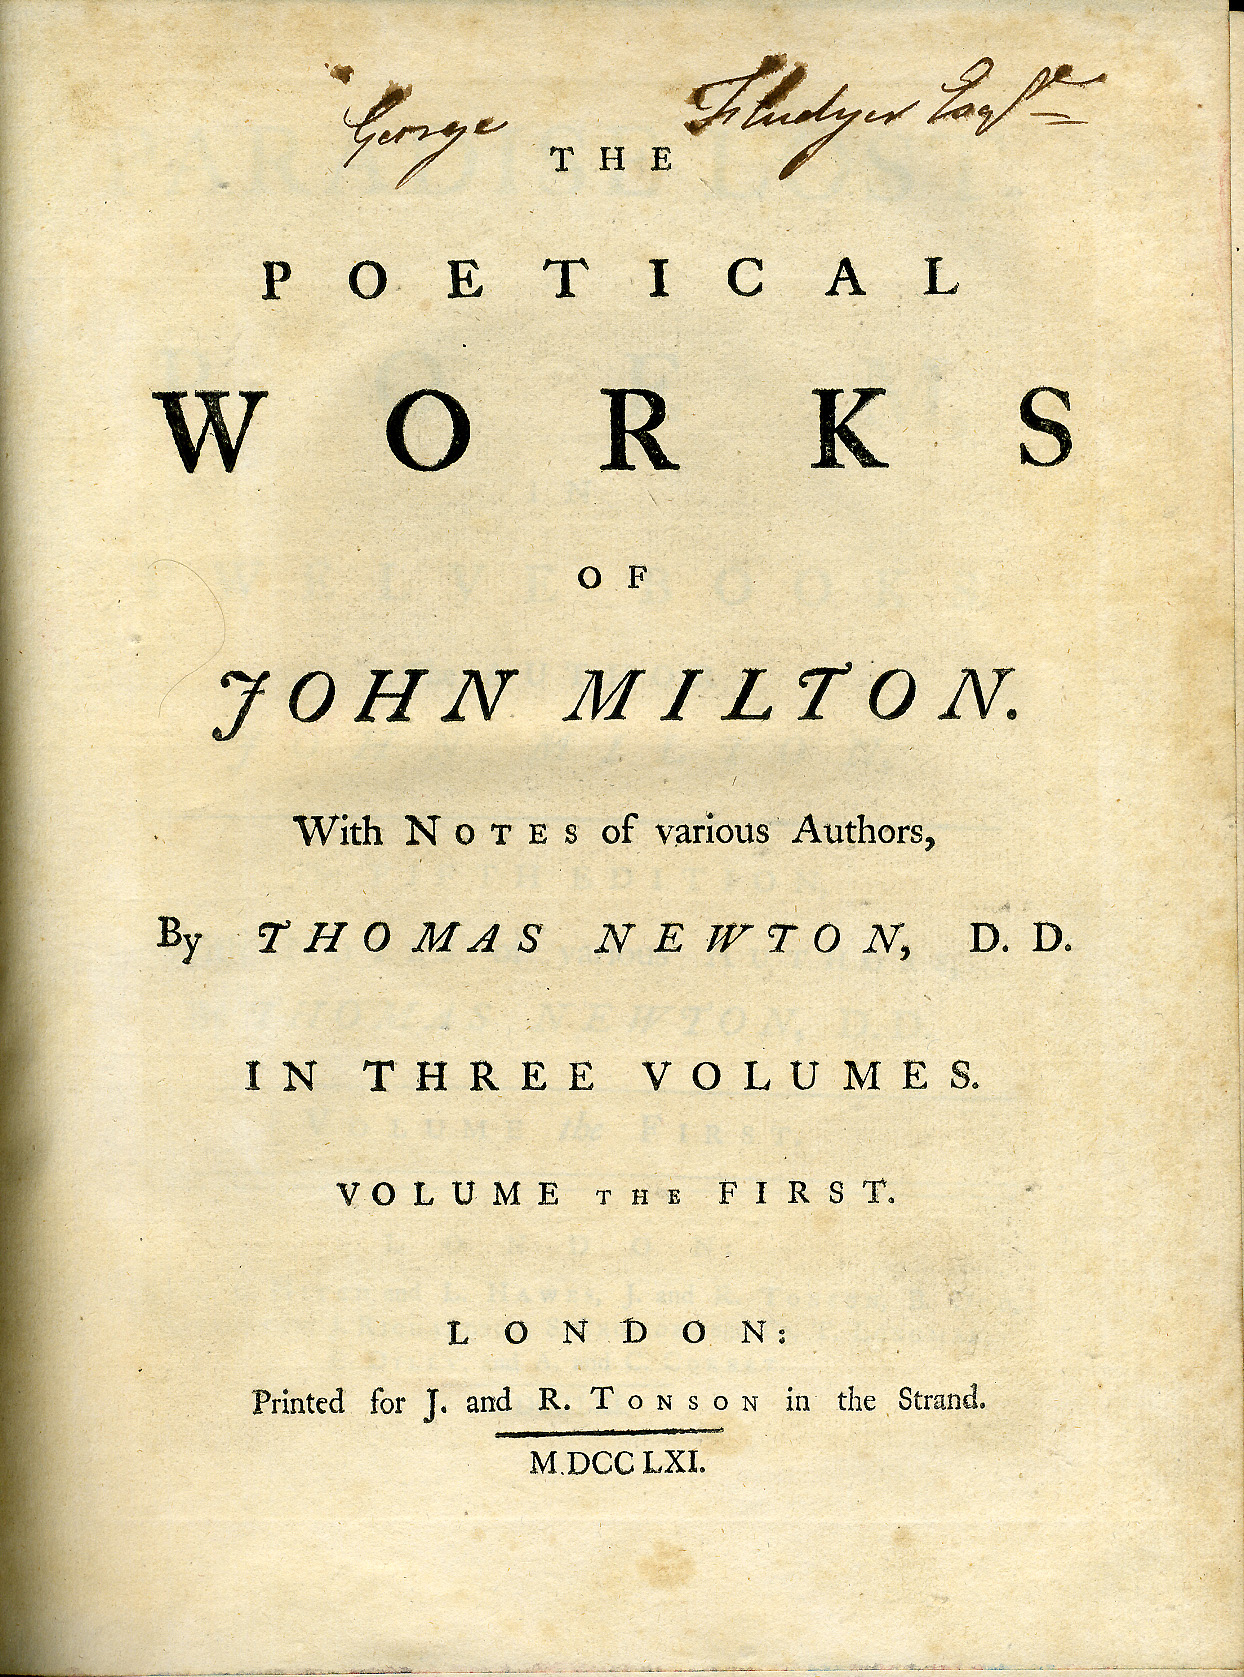 George Fludyer Esqre
THE
POETICAL
WORKS
OF
JOHN MILTON.
With NOTES of various Authors,
By THOMAS NEWTON, D. D.
IN THREE VOLUMES.
VOLUME THE FIRST.
LONDON:
Printed for J. and R. TONSON in the Strand.
M.DCC LXI.